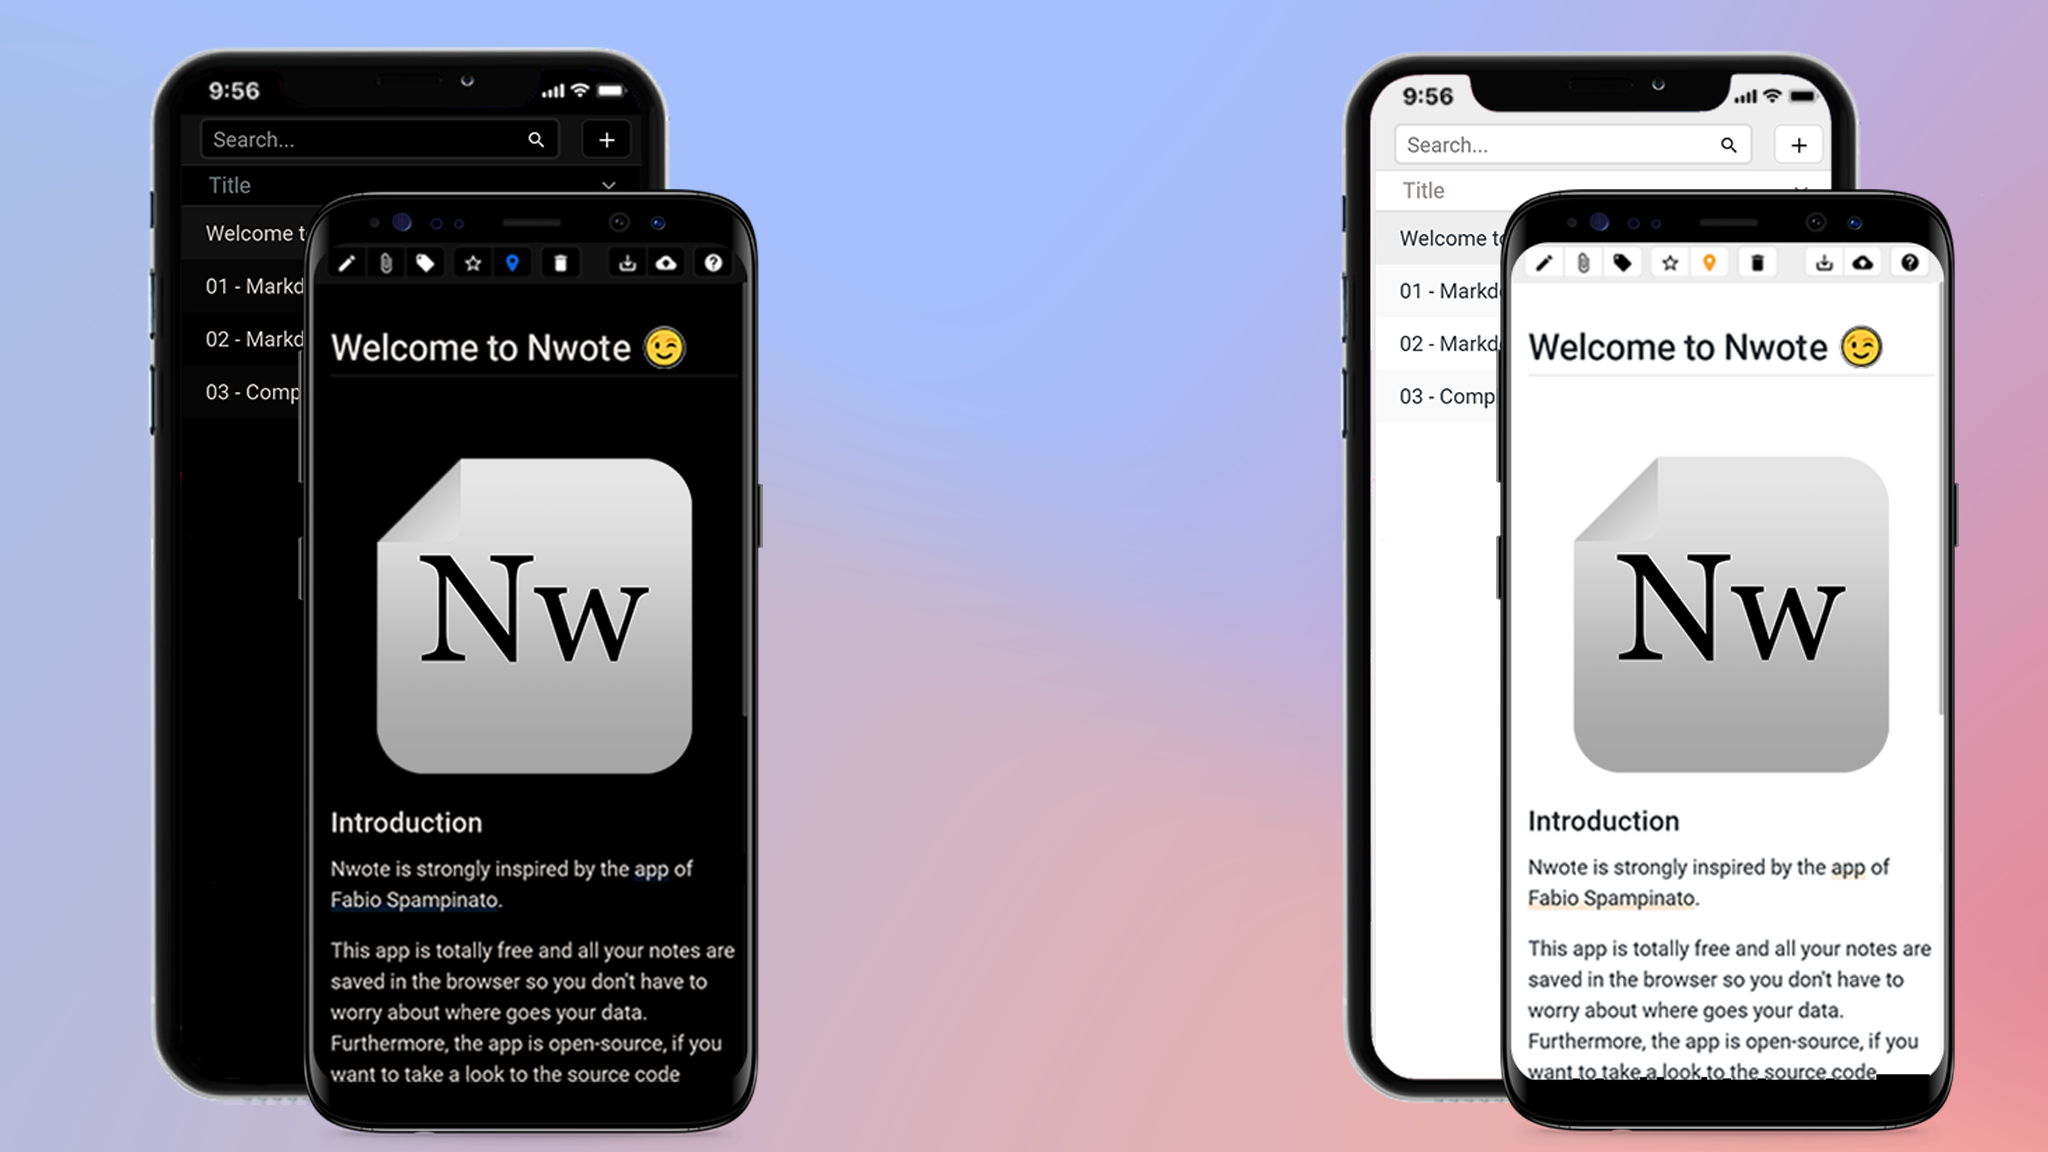 9:56
Search...
Title
Welcome t
01 - Markd
02 - Markd
03 - Comp
Welcome to Nwote 😉
Nw
Introduction
Nwote is strongly inspired by the app of
Fabio Spampinato.
This app is totally free and all your notes are
saved in the browser so you don't have to
worry about where goes your data.
Furthermore, the app is open-source, if you
want to take a look to the source code
9:56
Search...
Title
Welcome to
01 - Markd
02 - Markd
03 - Comp
Welcome to Nwote 😉
Nw
Introduction
Nwote is strongly inspired by the app of
Fabio Spampinato.
This app is totally free and all your notes are
saved in the browser so you don't have to
worry about where goes your data.
Furthermore, the app is open-source, if you
want to take a look to the source code